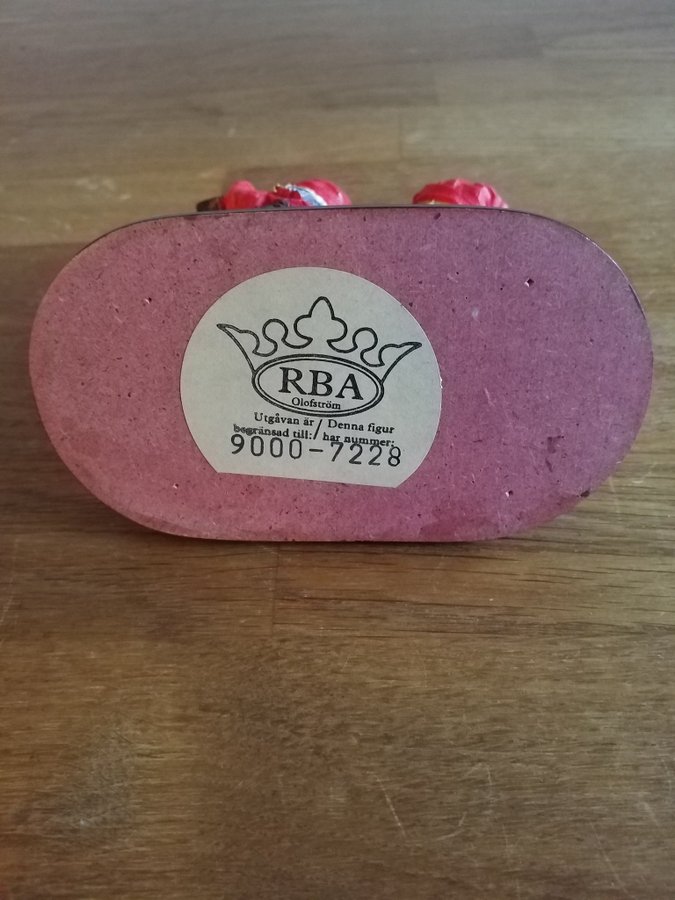 RBA
Olofström
Utgåvan är / Denna figur
begränsad till: / har nummer:
9000-7228